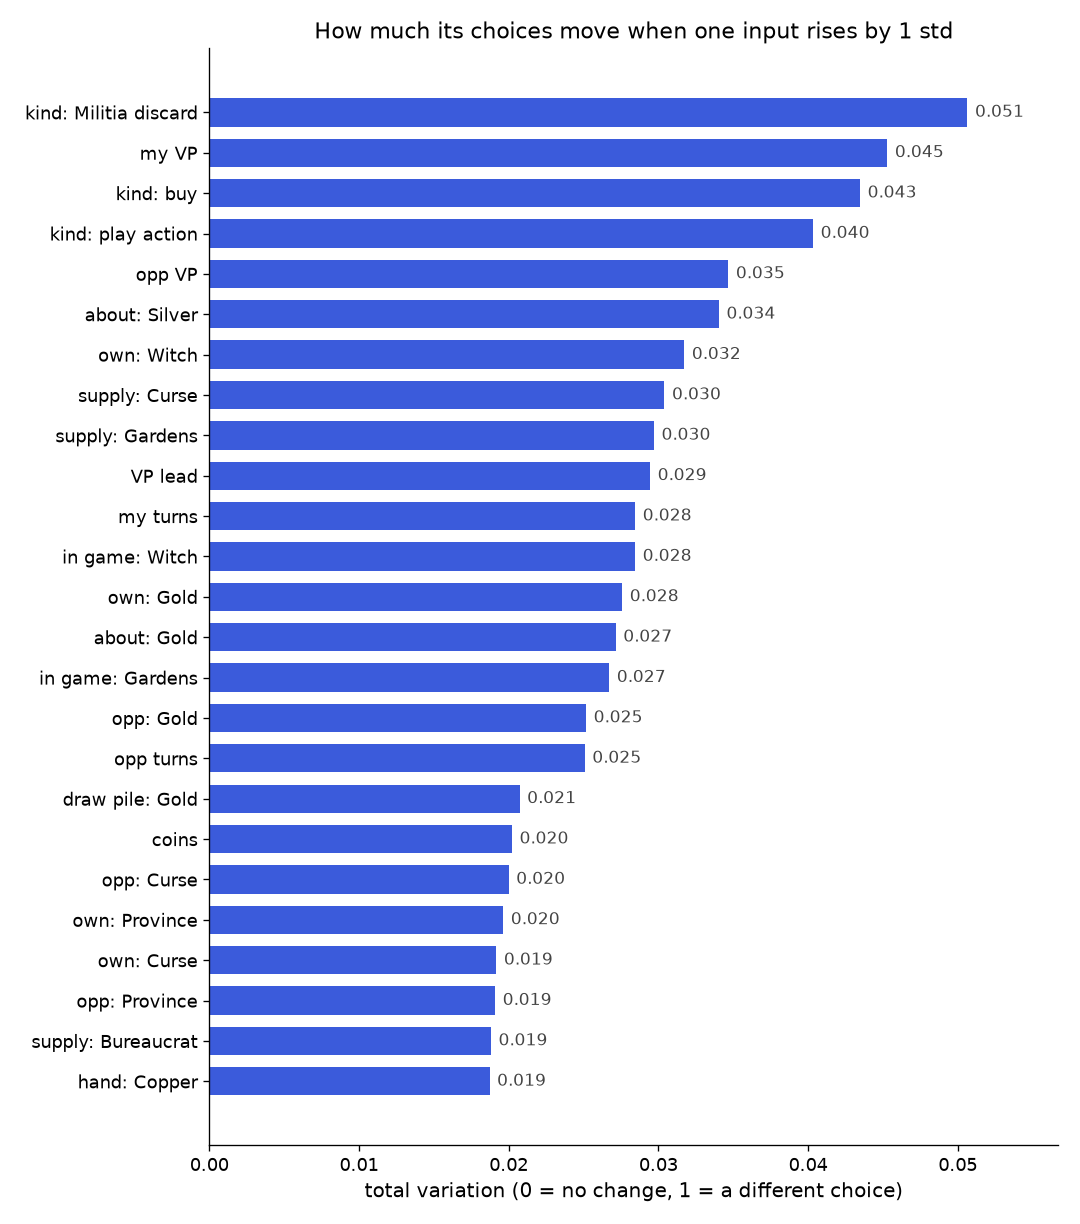 How much its choices move when one input rises by 1 std
kind: Militia discard 0.051
my VP 0.045
kind: buy 0.043
kind: play action 0.040
opp VP 0.035
about: Silver 0.034
own: Witch 0.032
supply: Curse 0.030
supply: Gardens 0.030
VP lead 0.029
my turns 0.028
in game: Witch 0.028
own: Gold 0.028
about: Gold 0.027
in game: Gardens 0.027
opp: Gold 0.025
opp turns 0.025
draw pile: Gold 0.021
coins 0.020
opp: Curse 0.020
own: Province 0.020
own: Curse 0.019
opp: Province 0.019
supply: Bureaucrat 0.019
hand: Copper 0.019
0.00 0.01 0.02 0.03 0.04 0.05
total variation (0 = no change, 1 = a different choice)